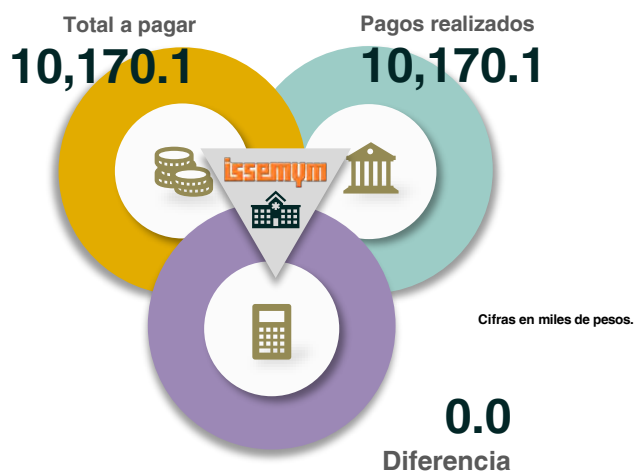 Total a pagar
10,170.1
Pagos realizados
10,170.1
issemym
Cifras en miles de pesos.
0.0
Diferencia